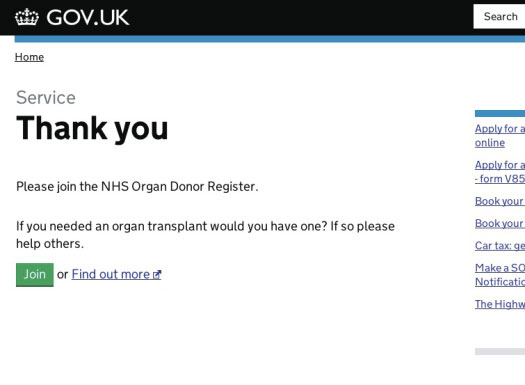 GOV.UK
Search
Home
Service
Thank you
Please join the NHS Organ Donor Register.
If you needed an organ transplant would you have one? If so please
help others.
Join or Find out more
Apply for a
online
Apply for a
- form V85
Book your
Book your
Car tax: ge
Make a SO
Notificatio
The Highw